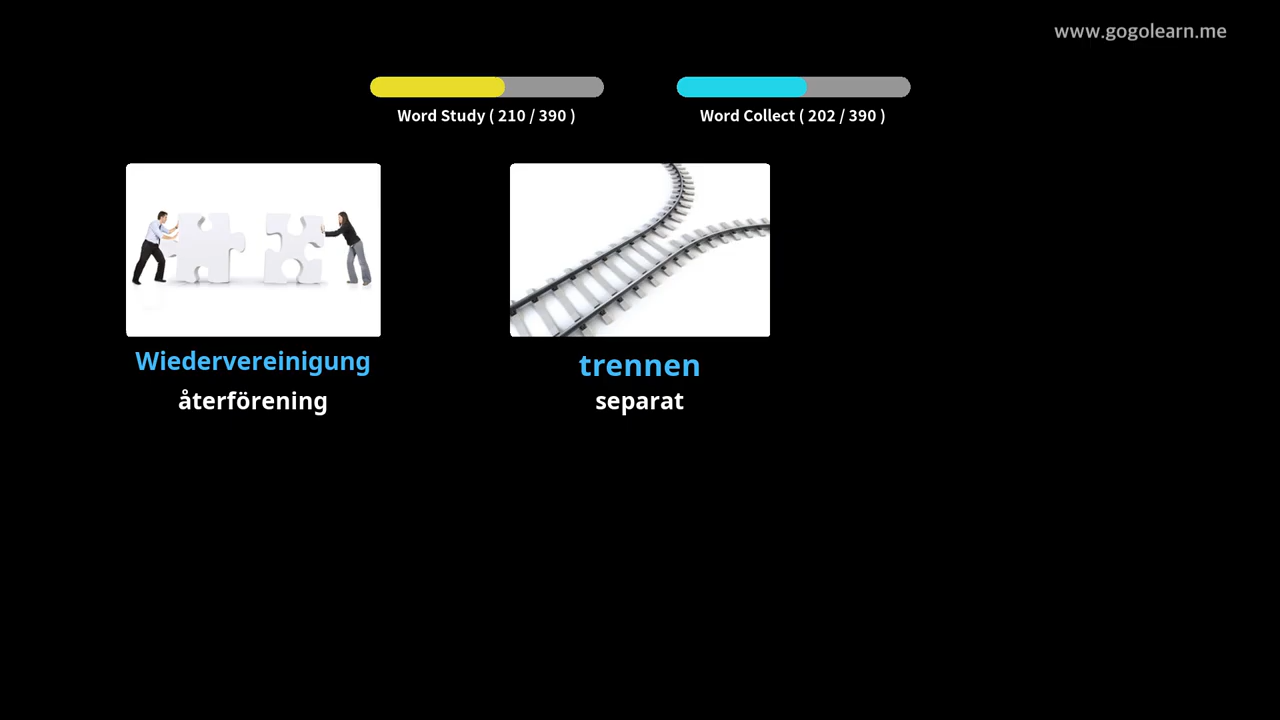 www.gogolearn.me
Word Study ( 210 / 390 )
Word Collect ( 202 / 390 )
Wiedervereinigung
återförening
trennen
separat